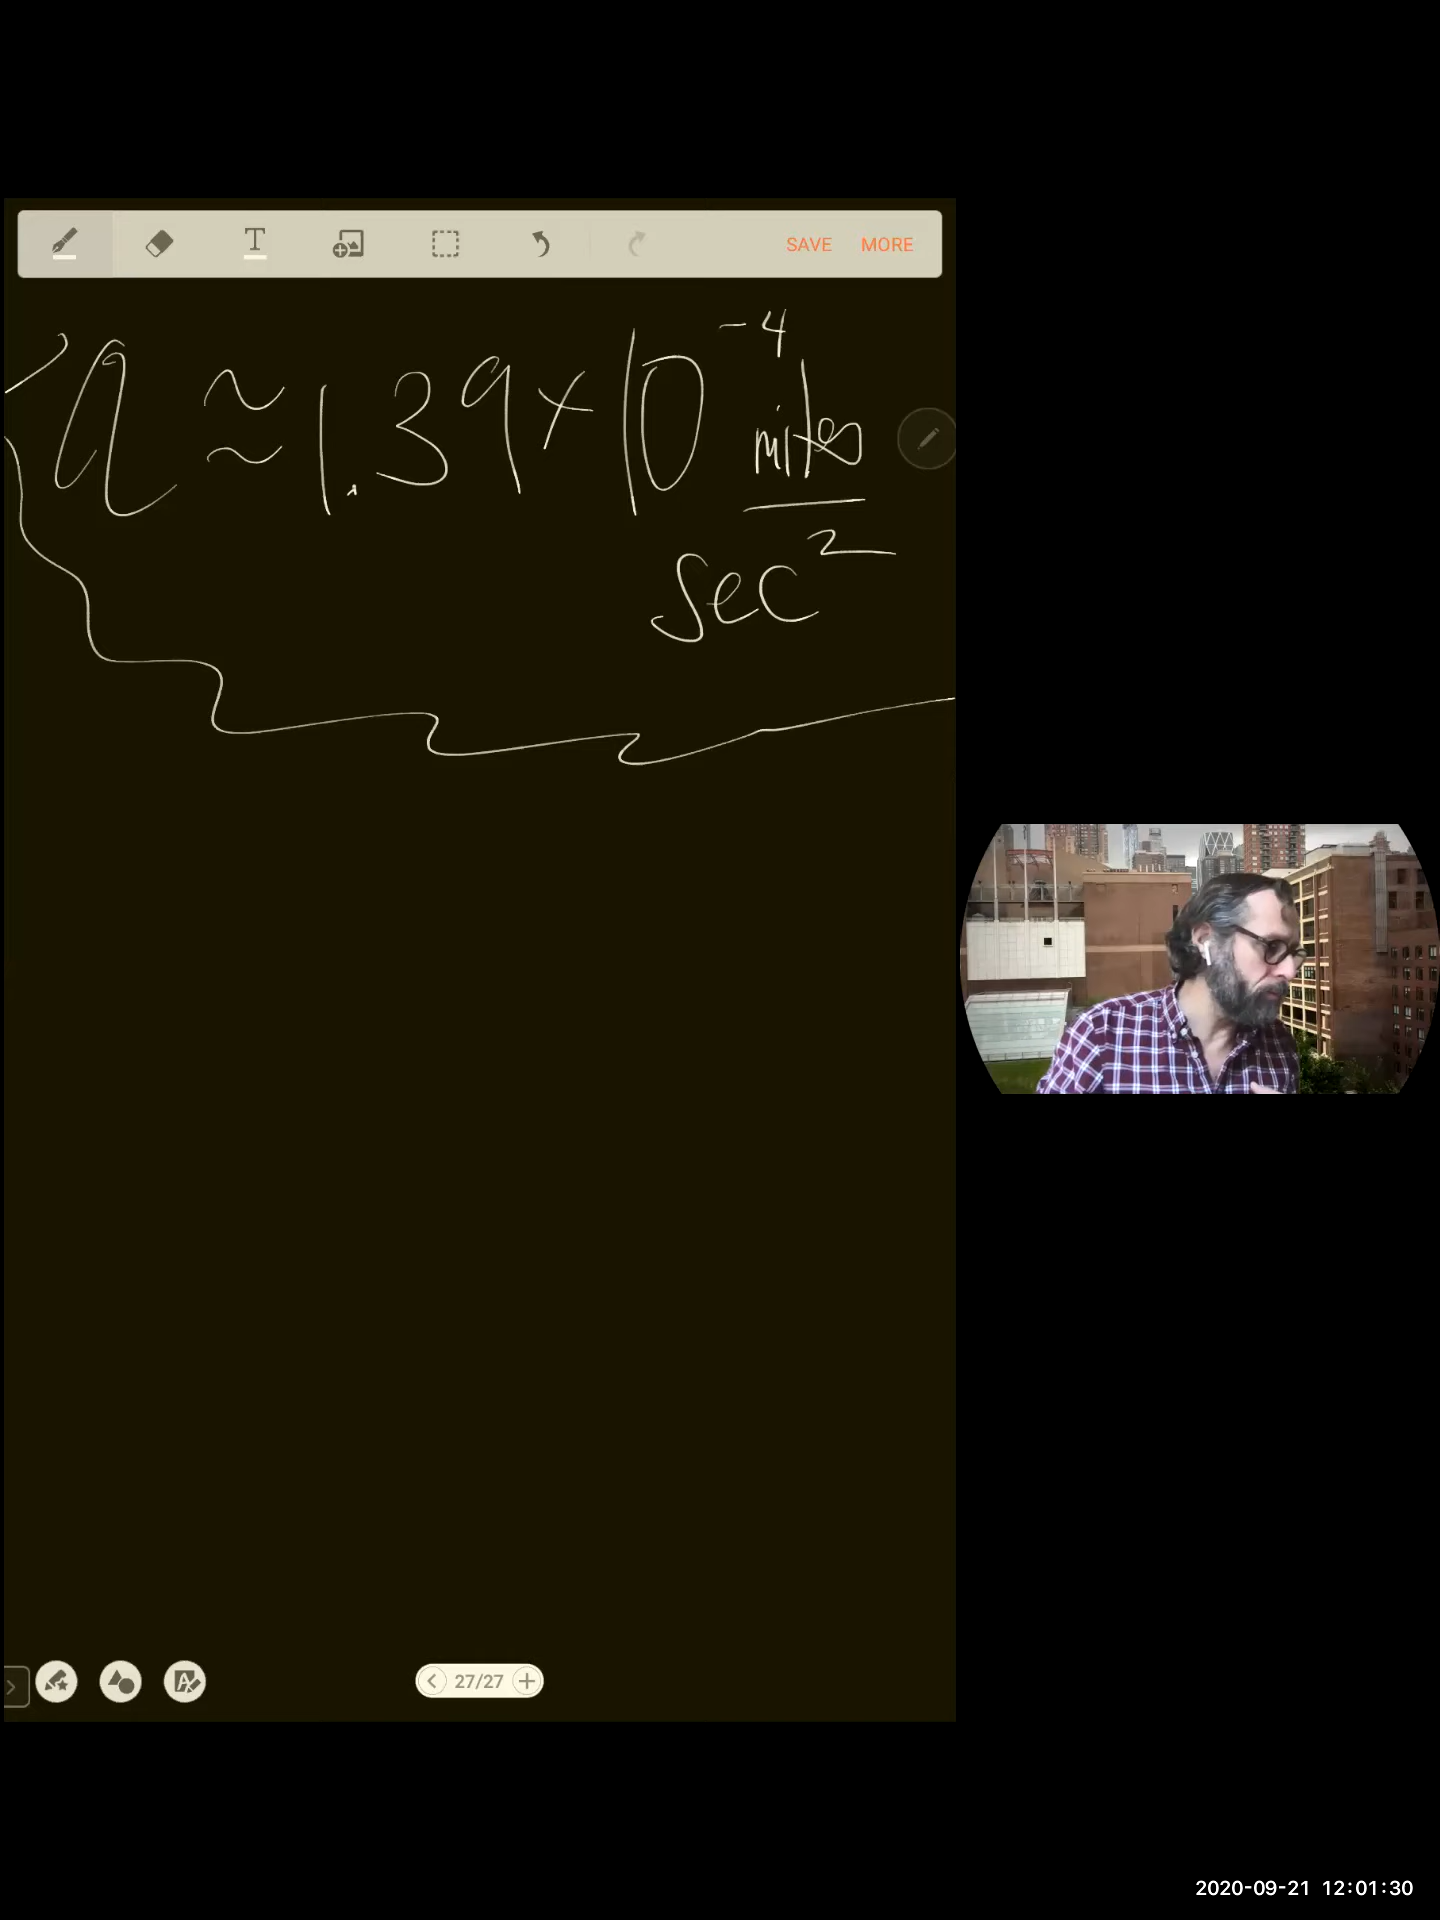 T
SAVE MORE
a ≈ 1.39 × 10⁻⁴ miles
sec²
A
27/27
2020-09-21 12:01:30